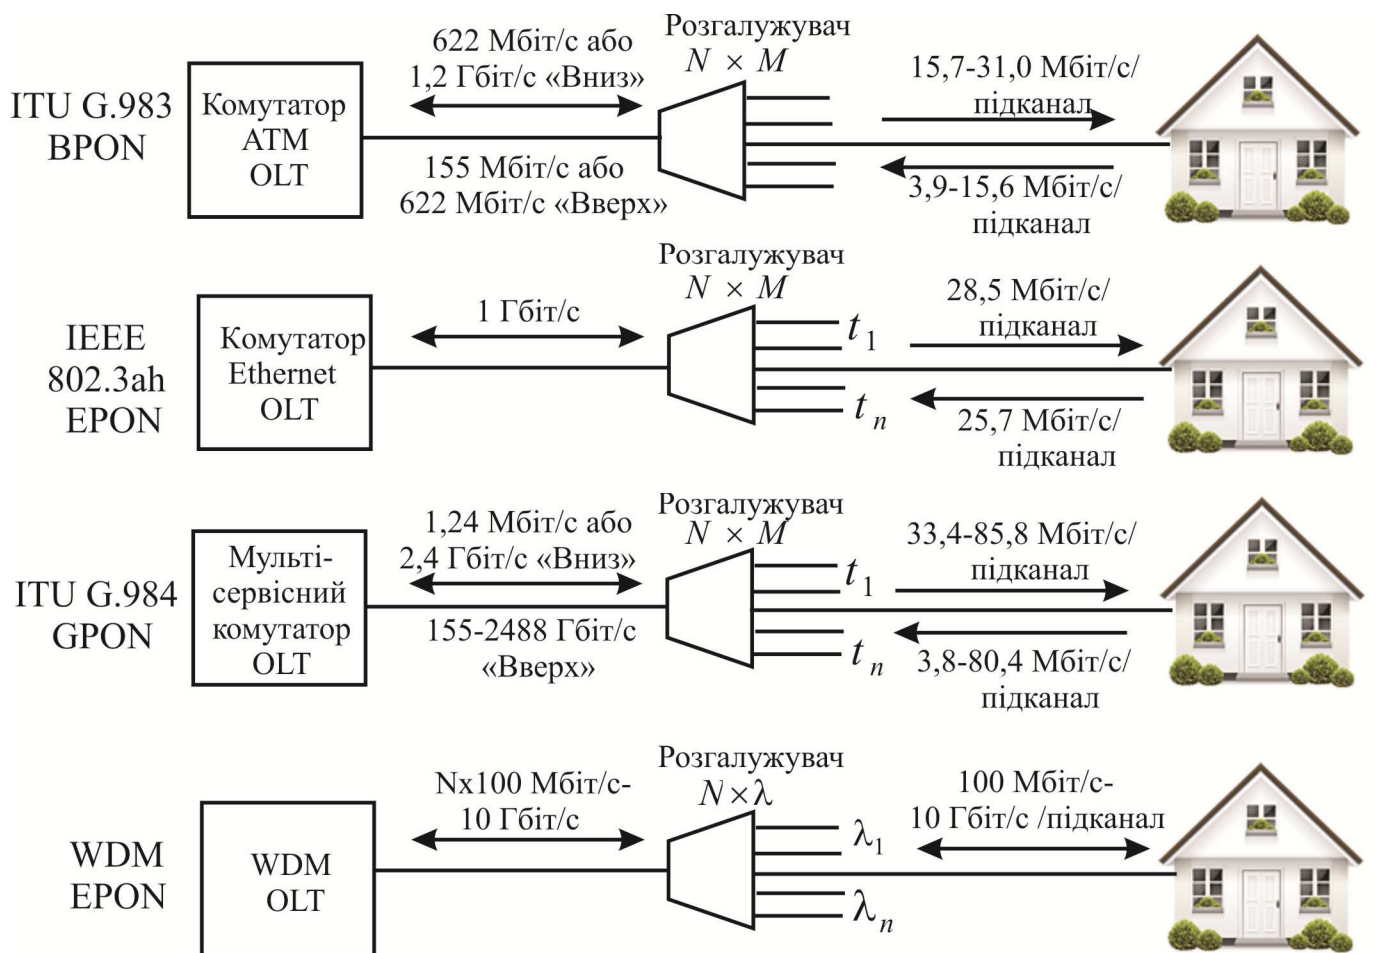 ITU G.983
BPON
Комутатор
ATM
OLT
622 Мбіт/с або
1,2 Гбіт/с «Вниз»
155 Мбіт/с або
622 Мбіт/с «Вверх»
Розгалужувач
N × M
15,7-31,0 Мбіт/с/
підканал
3,9-15,6 Мбіт/с/
підканал
IEEE
802.3ah
EPON
Комутатор
Ethernet
OLT
1 Гбіт/с
Розгалужувач
N × M
t1
tn
28,5 Мбіт/с/
підканал
25,7 Мбіт/с/
підканал
ITU G.984
GPON
Мульті-
сервісний
комутатор
OLT
1,24 Мбіт/с або
2,4 Гбіт/с «Вниз»
155-2488 Гбіт/с
«Вверх»
Розгалужувач
N × M
t1
tn
33,4-85,8 Мбіт/с/
підканал
3,8-80,4 Мбіт/с/
підканал
WDM
EPON
WDM
OLT
Nx100 Мбіт/с-
10 Гбіт/с
Розгалужувач
N×λ
λ1
λn
100 Мбіт/с-
10 Гбіт/с /підканал